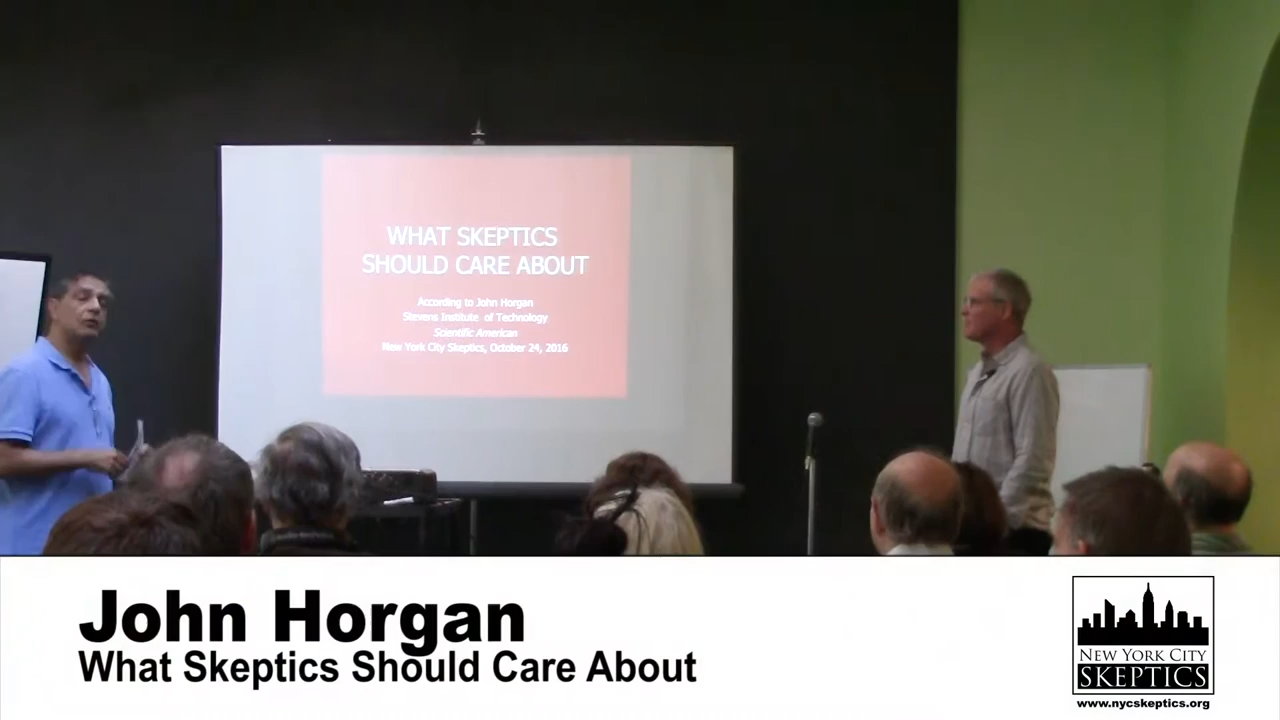 WHAT SKEPTICS
SHOULD CARE ABOUT
According to John Horgan
Stevens Institute of Technology
Scientific American
New York City Skeptics, October 24, 2016
John Horgan
What Skeptics Should Care About
NEW YORK CITY
SKEPTICS
www.nycskeptics.org